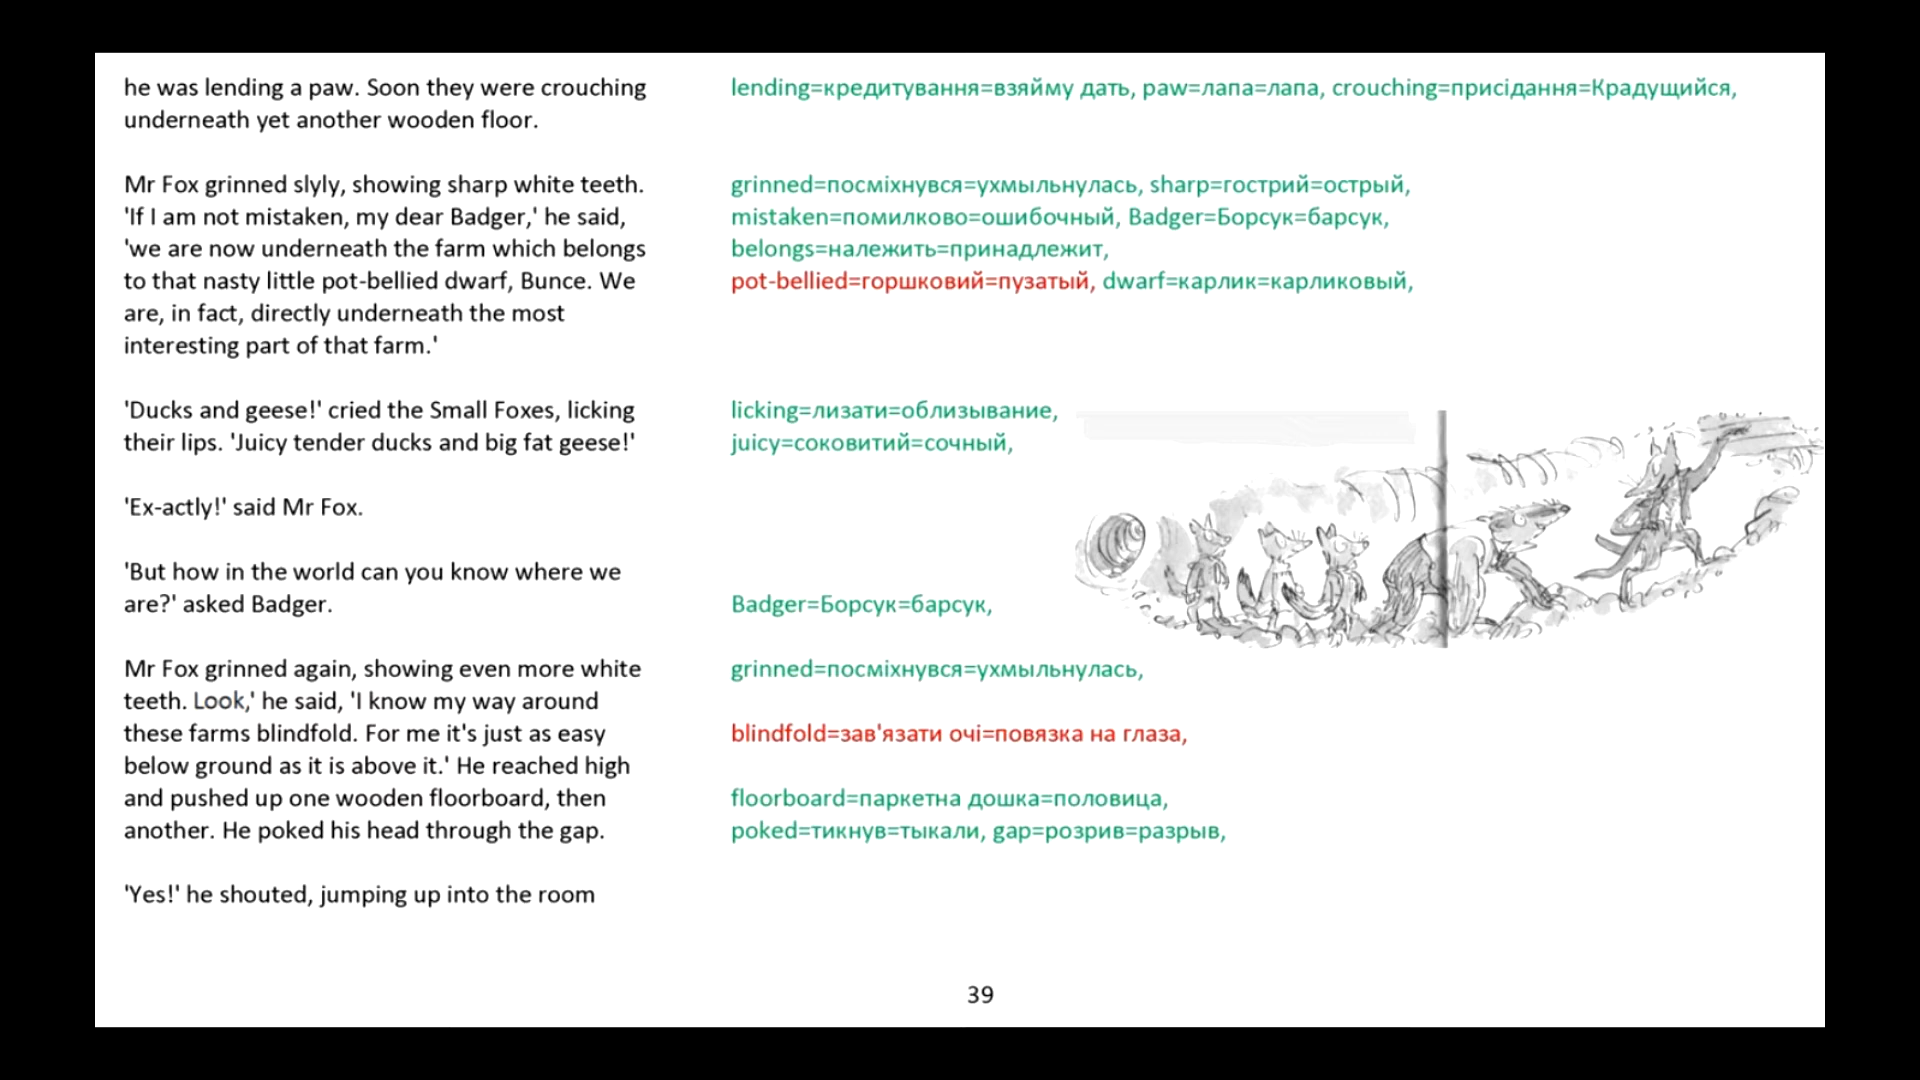 he was lending a paw. Soon they were crouching
underneath yet another wooden floor.
Mr Fox grinned slyly, showing sharp white teeth.
'If I am not mistaken, my dear Badger,' he said,
'we are now underneath the farm which belongs
to that nasty little pot-bellied dwarf, Bunce. We
are, in fact, directly underneath the most
interesting part of that farm.'
'Ducks and geese!' cried the Small Foxes, licking
their lips. 'Juicy tender ducks and big fat geese!'
'Ex-actly!' said Mr Fox.
'But how in the world can you know where we
are?' asked Badger.
Mr Fox grinned again, showing even more white
teeth. Look,' he said, 'I know my way around
these farms blindfold. For me it's just as easy
below ground as it is above it.' He reached high
and pushed up one wooden floorboard, then
another. He poked his head through the gap.
'Yes!' he shouted, jumping up into the room
lending=кредитування=взяйму дать, paw=лапа=лапа, crouching=присідання=Крадущийся,
grinned=посміхнувся=ухмыльнулась, sharp=гострий=острый,
mistaken=помилково=ошибочный, Badger=Борсук=барсук,
belongs=належить=принадлежит,
pot-bellied=горшковий=пузатый, dwarf=карлик=карликовый,
licking=лизати=облизывание,
juicy=соковитий=сочный,
Badger=Борсук=барсук,
grinned=посміхнувся=ухмыльнулась,
blindfold=зав'язати очі=повязка на глаза,
floorboard=паркетна дошка=половица,
poked=тикнув=тыкали, gap=розрив=разрыв,
39